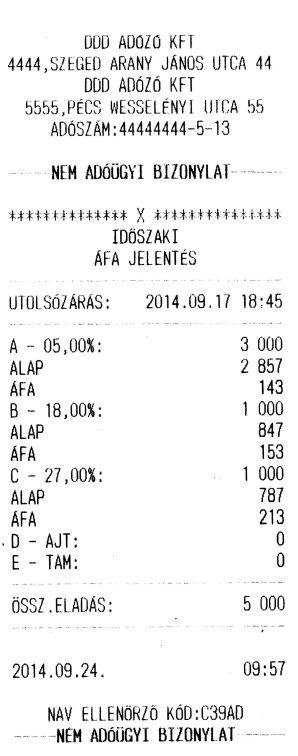 DDD ADÓZÓ KFT
4444,SZEGED ARANY JÁNOS UTCA 44
DDD ADÓZÓ KFT
5555,PÉCS WESSELÉNYI UTCA 55
ADÓSZÁM:44444444-5-13
NEM ADÓÜGYI BIZONYLAT
************** X ***************
IDŐSZAKI
ÁFA JELENTÉS
UTOLSÓZÁRÁS: 2014.09.17 18:45
A - 05,00%: 3 000
ALAP 2 857
ÁFA 143
B - 18,00%: 1 000
ALAP 847
ÁFA 153
C - 27,00%: 1 000
ALAP 787
ÁFA 213
D - AJT: 0
E - TAM: 0
ÖSSZ.ELADÁS: 5 000
2014.09.24. 09:57
NAV ELLENŐRZŐ KÓD:C39AD
NEM ADÓÜGYI BIZONYLAT